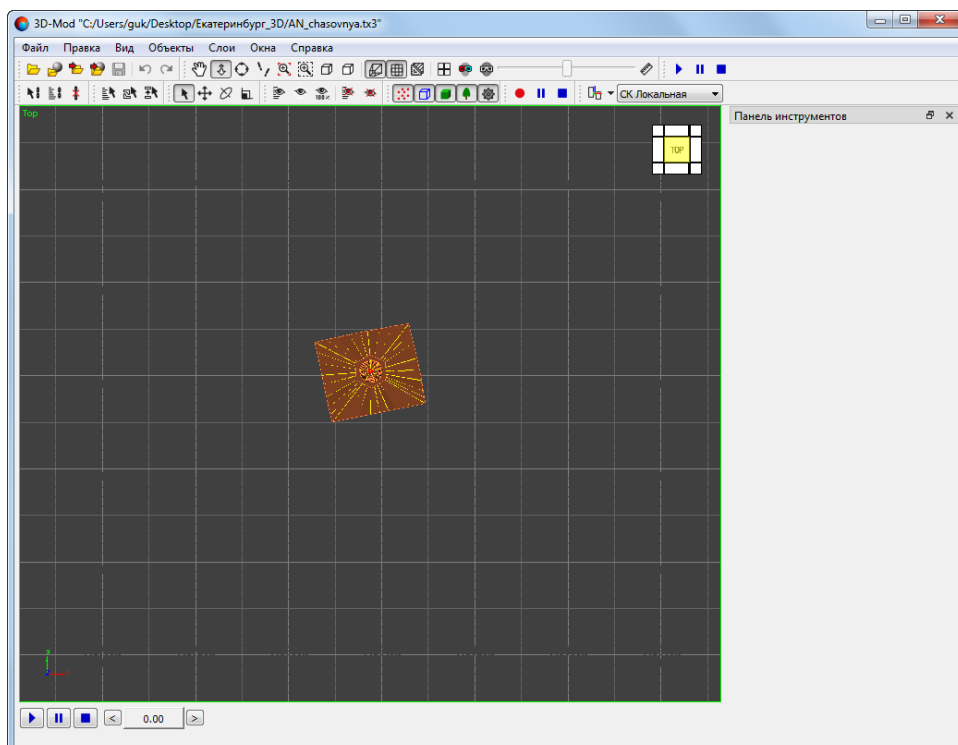 3D-Mod "C:/Users/guk/Desktop/Екатеринбург_3D/AN_chasovnya.tx3"
Файл Правка Вид Объекты Слои Окна Справка
100%
СК Локальная
Top
TOP
Панель инструментов
< 0.00 >